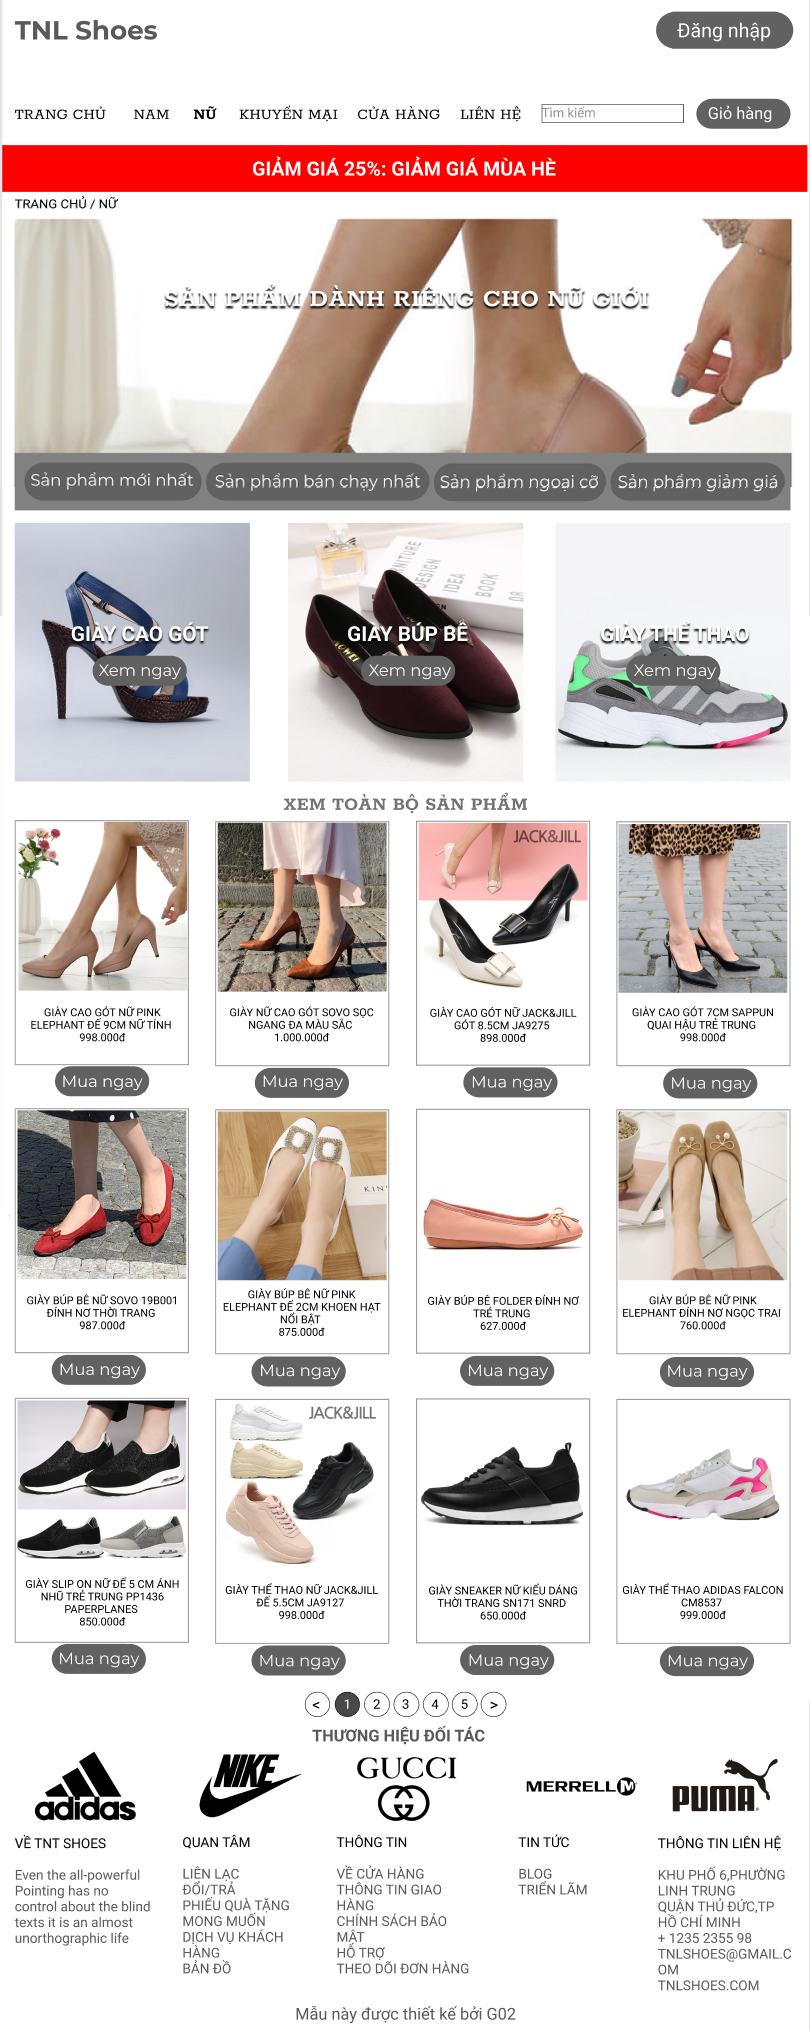 TNL Shoes
Đăng nhập
TRANG CHỦ
NAM
NỮ
KHUYẾN MẠI
CỬA HÀNG
LIÊN HỆ
Tìm kiếm
Giỏ hàng
GIẢM GIÁ 25%: GIẢM GIÁ MÙA HÈ
TRANG CHỦ / NỮ
SẢN PHẨM DÀNH RIÊNG CHO NỮ GIỚI
Sản phẩm mới nhất
Sản phẩm bán chạy nhất
Sản phẩm ngoại cỡ
Sản phẩm giảm giá
GIÀY CAO GÓT
Xem ngay
FURNITURE
DESIGN
IDEA
BOOK
80
GIÀY BÚP BÊ
Xem ngay
GIÀY THỂ THAO
Xem ngay
XEM TOÀN BỘ SẢN PHẨM
GIÀY CAO GÓT NỮ PINK
ELEPHANT ĐẾ 9CM NỮ TÍNH
998.000đ
Mua ngay
GIÀY NỮ CAO GÓT SOVO SỌC
NGANG ĐA MÀU SẮC
1.000.000đ
Mua ngay
JACK&JILL
GIÀY CAO GÓT NỮ JACK&JILL
GÓT 8.5CM JA9275
898.000đ
Mua ngay
GIÀY CAO GÓT 7CM SAPPUN
QUAI HẬU TRẺ TRUNG
998.000đ
Mua ngay
GIÀY BÚP BÊ NỮ SOVO 19B001
ĐÍNH NƠ THỜI TRANG
987.000đ
Mua ngay
KIN
GIÀY BÚP BÊ NỮ PINK
ELEPHANT ĐẾ 2CM KHOEN HẠT
NỔI BẬT
875.000đ
Mua ngay
GIÀY BÚP BÊ FOLDER ĐÍNH NƠ
TRẺ TRUNG
627.000đ
Mua ngay
GIÀY BÚP BÊ NỮ PINK
ELEPHANT ĐÍNH NƠ NGỌC TRAI
760.000đ
Mua ngay
GIÀY SLIP ON NỮ ĐẾ 5 CM ÁNH
NHŨ TRẺ TRUNG PP1436
PAPERPLANES
850.000đ
Mua ngay
JACK&JILL
GIÀY THỂ THAO NỮ JACK&JILL
ĐẾ 5.5CM JA9127
998.000đ
Mua ngay
GIÀY SNEAKER NỮ KIỂU DÁNG
THỜI TRANG SN171 SNRD
650.000đ
Mua ngay
GIÀY THỂ THAO ADIDAS FALCON
CM8537
999.000đ
Mua ngay
< 1 2 3 4 5 >
THƯƠNG HIỆU ĐỐI TÁC
adidas
NIKE
GUCCI
MERRELL
PUMA
VỀ TNT SHOES
Even the all-powerful
Pointing has no
control about the blind
texts it is an almost
unorthographic life
QUAN TÂM
LIÊN LẠC
ĐỔI/TRẢ
PHIẾU QUÀ TẶNG
MONG MUỐN
DỊCH VỤ KHÁCH
HÀNG
BẢN ĐỒ
THÔNG TIN
VỀ CỬA HÀNG
THÔNG TIN GIAO
HÀNG
CHÍNH SÁCH BẢO
MẬT
HỖ TRỢ
THEO DÕI ĐƠN HÀNG
TIN TỨC
BLOG
TRIỂN LÃM
THÔNG TIN LIÊN HỆ
KHU PHỐ 6,PHƯỜNG
LINH TRUNG
QUẬN THỦ ĐỨC,TP
HỒ CHÍ MINH
+ 1235 2355 98
TNLSHOES@GMAIL.C
OM
TNLSHOES.COM
Mẫu này được thiết kế bởi G02